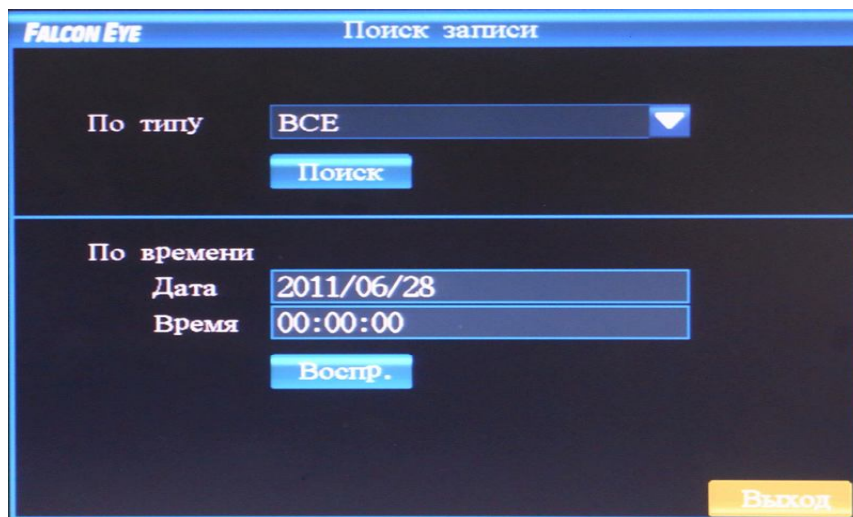 FALCON EYE Поиск записи
По типу ВСЕ
Поиск
По времени
Дата 2011/06/28
Время 00:00:00
Воспр.
Выход